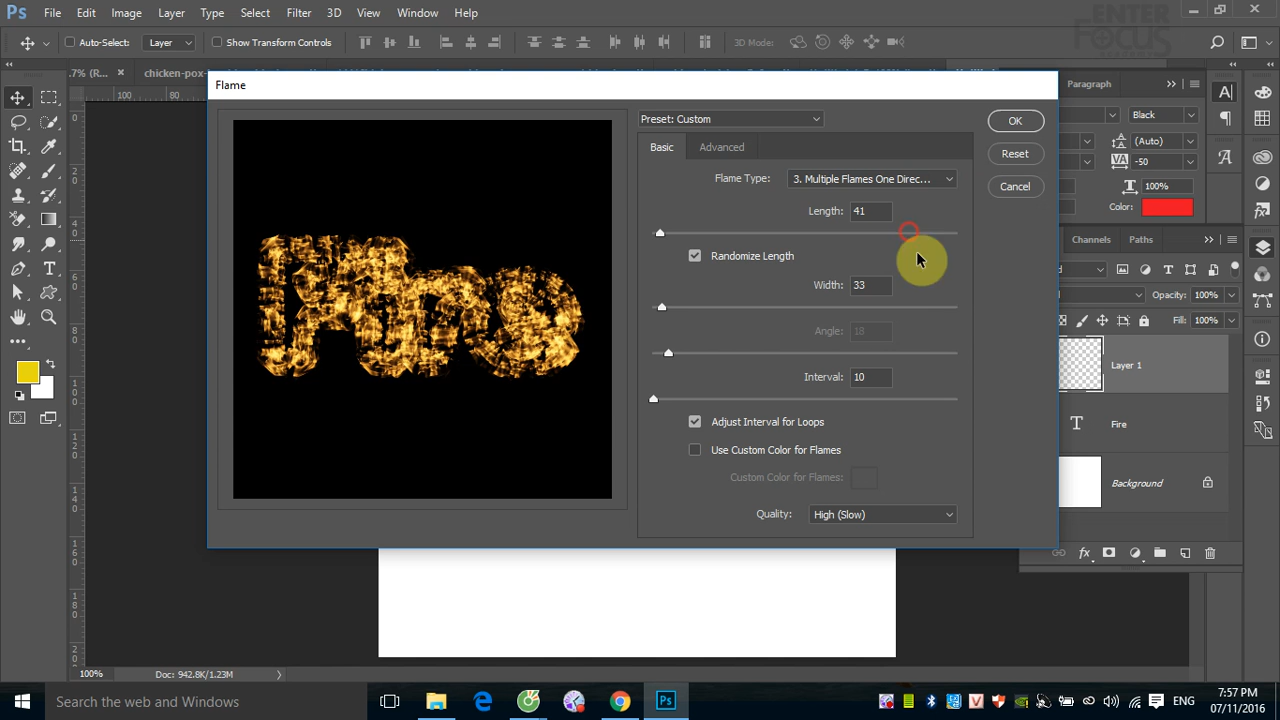 Ps File Edit Image Layer Type Select Filter 3D View Window Help
ENTER
FOCUS
Auto-Select: Layer Show Transform Controls 3D Mode:
.7% (R... × chicken-pox-
Flame
Paragraph
100 80
Preset: Custom
OK
Black
Basic Advanced
(Auto)
Reset
-50
Flame Type: 3. Multiple Flames One Direc...
Cancel
100%
Length: 41
Color:
Channels Paths
Randomize Length
Width: 33
Opacity: 100%
Fill: 100%
Angle: 18
Layer 1
Interval: 10
Adjust Interval for Loops
Fire
Use Custom Color for Flames
Custom Color for Flames:
Background
Quality: High (Slow)
100% Doc: 942.8K/1.23M
Search the web and Windows
ENG
7:57 PM
07/11/2016